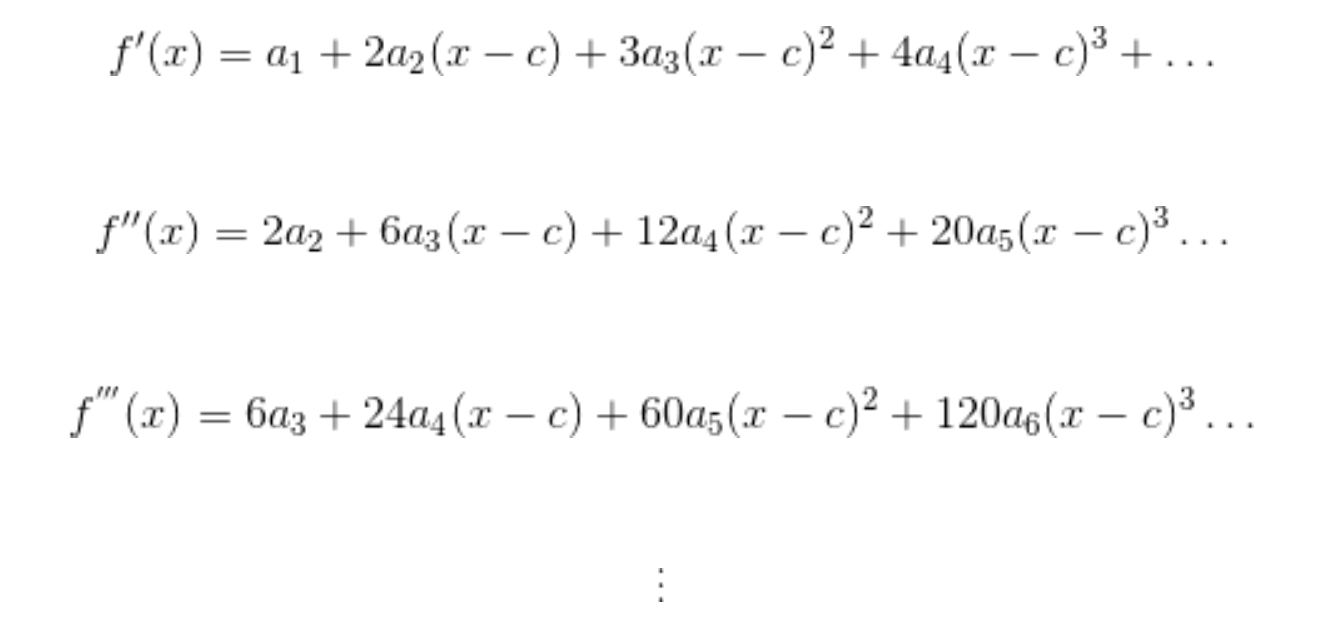 f′(x) = a₁ + 2a₂(x − c) + 3a₃(x − c)² + 4a₄(x − c)³ + …
f″(x) = 2a₂ + 6a₃(x − c) + 12a₄(x − c)² + 20a₅(x − c)³ …
f‴(x) = 6a₃ + 24a₄(x − c) + 60a₅(x − c)² + 120a₆(x − c)³ …
⋮